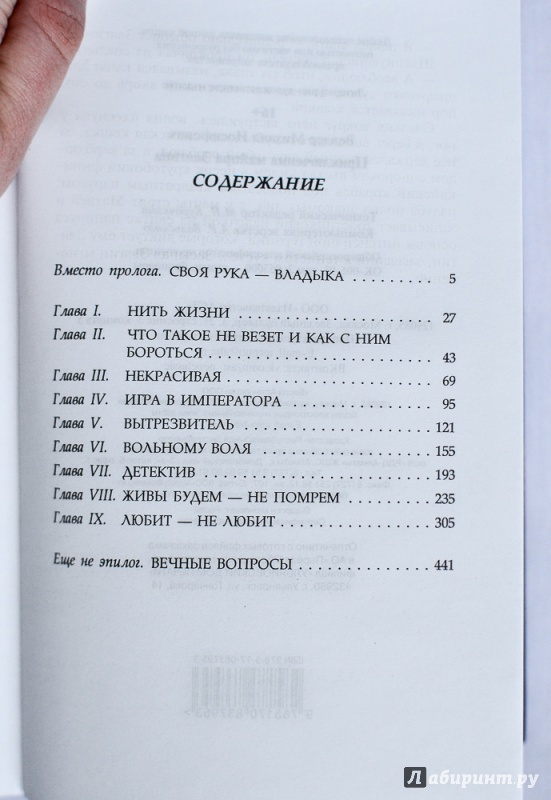 СОДЕРЖАНИЕ
Вместо пролога. СВОЯ РУКА — ВЛАДЫКА . . . . . . . . . 5
Глава I. НИТЬ ЖИЗНИ . . . . . . . . . . . . . . . . . . . . 27
Глава II. ЧТО ТАКОЕ НЕ ВЕЗЕТ И КАК С НИМ
БОРОТЬСЯ . . . . . . . . . . . . . . . . . . . . . . 43
Глава III. НЕКРАСИВАЯ . . . . . . . . . . . . . . . . . . . . 69
Глава IV. ИГРА В ИМПЕРАТОРА . . . . . . . . . . . . . . . 95
Глава V. ВЫТРЕЗВИТЕЛЬ . . . . . . . . . . . . . . . . . . 121
Глава VI. ВОЛЬНОМУ ВОЛЯ . . . . . . . . . . . . . . . . . 155
Глава VII. ДЕТЕКТИВ . . . . . . . . . . . . . . . . . . . . . 193
Глава VIII. ЖИВЫ БУДЕМ — НЕ ПОМРЕМ . . . . . . . . . 235
Глава IX. ЛЮБИТ — НЕ ЛЮБИТ . . . . . . . . . . . . . . . 305
Еще не эпилог. ВЕЧНЫЕ ВОПРОСЫ . . . . . . . . . . . . . . 441
Лабиринт.ру